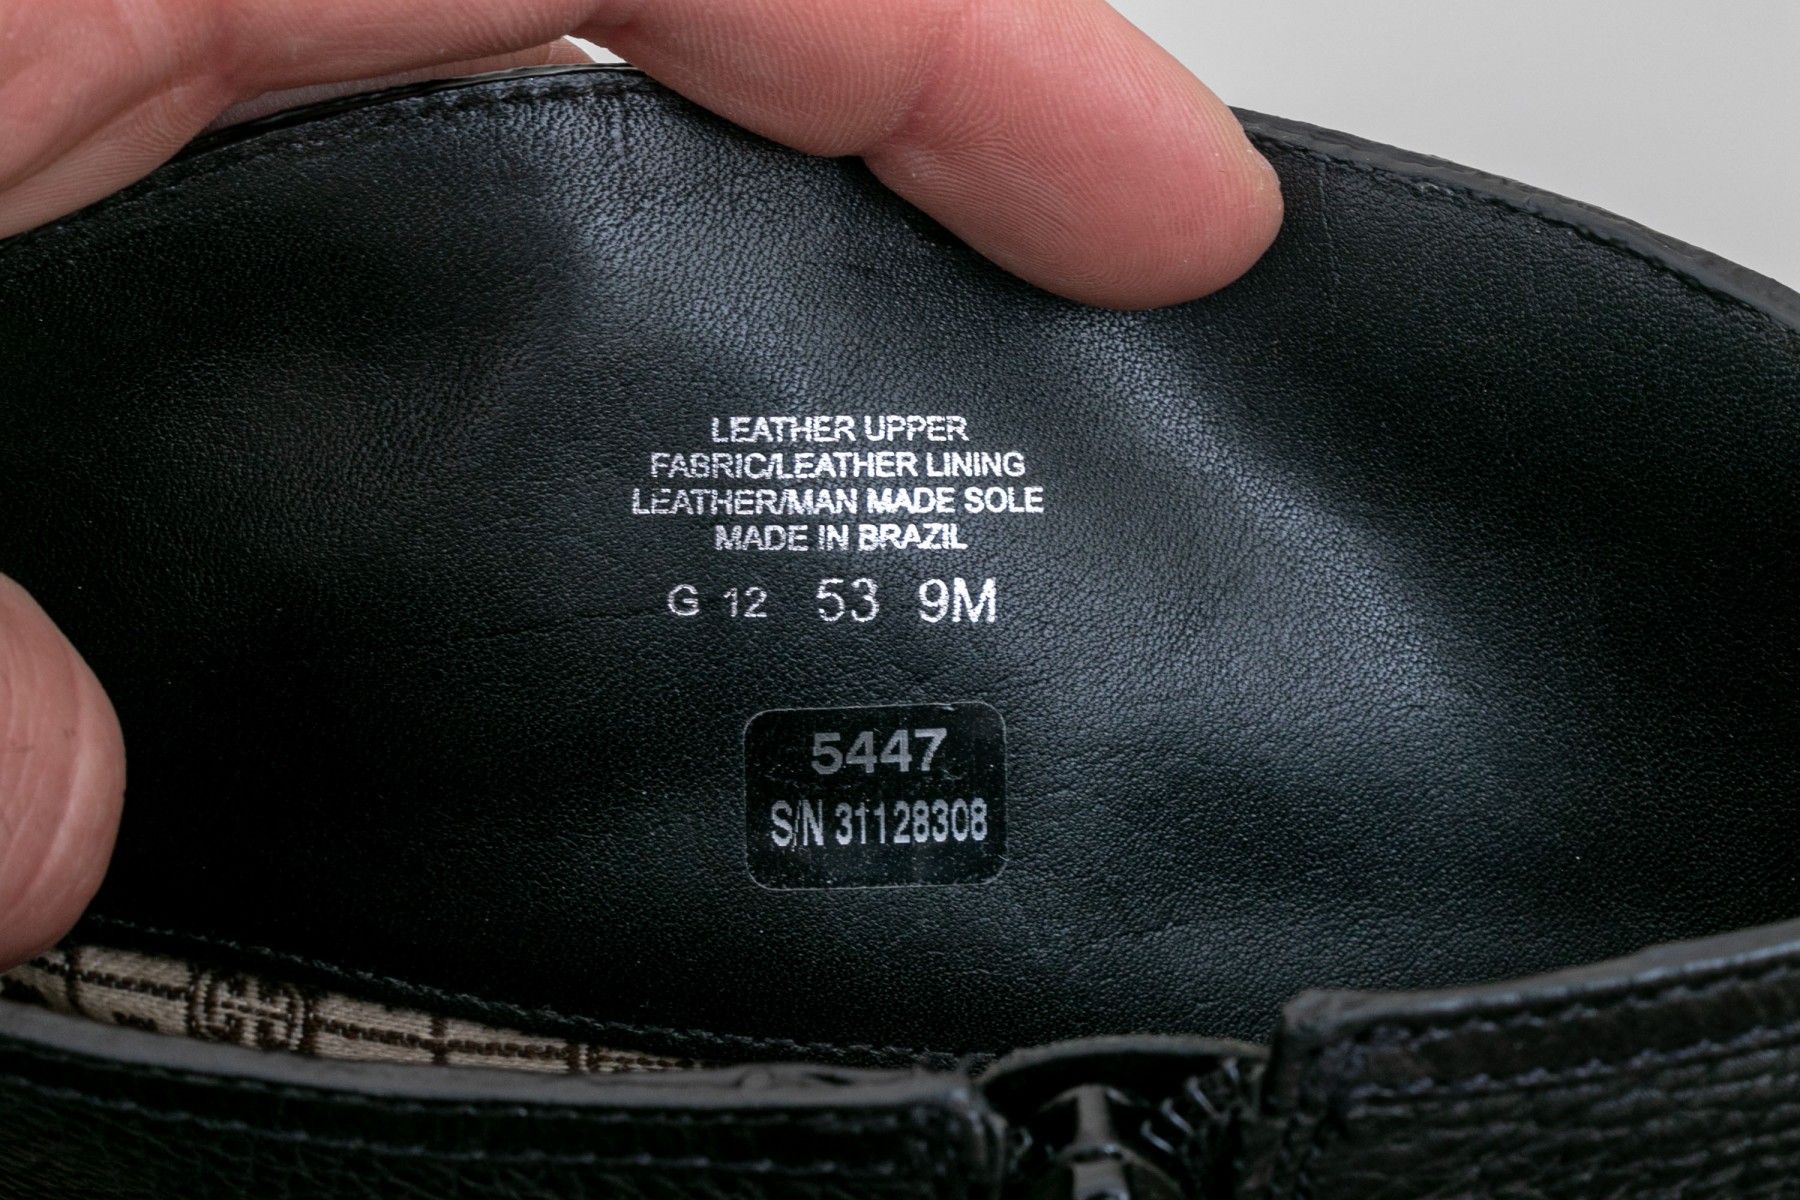 LEATHER UPPER
FABRIC/LEATHER LINING
LEATHER/MAN MADE SOLE
MADE IN BRAZIL
G 12 53 9M
5447
S/N 31128308